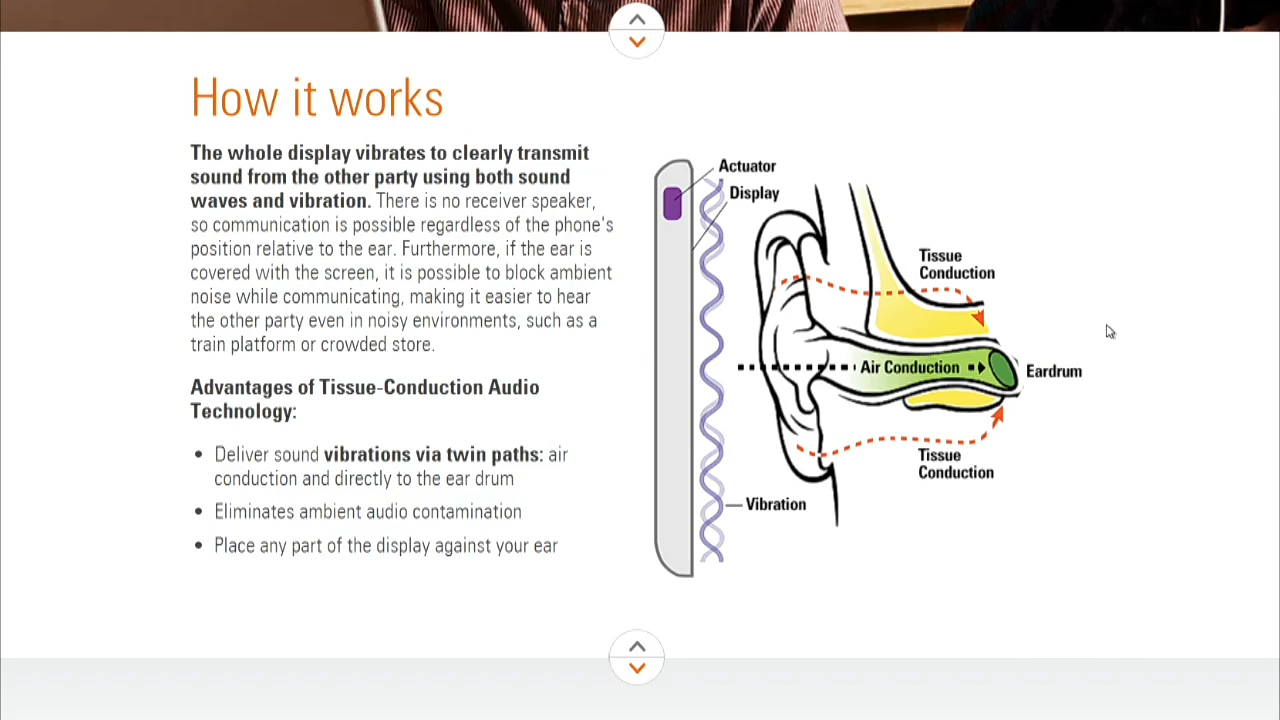 How it works
The whole display vibrates to clearly transmit
sound from the other party using both sound
waves and vibration. There is no receiver speaker,
so communication is possible regardless of the phone's
position relative to the ear. Furthermore, if the ear is
covered with the screen, it is possible to block ambient
noise while communicating, making it easier to hear
the other party even in noisy environments, such as a
train platform or crowded store.
Advantages of Tissue-Conduction Audio
Technology:
• Deliver sound vibrations via twin paths: air
conduction and directly to the ear drum
• Eliminates ambient audio contamination
• Place any part of the display against your ear
Actuator
Display
Tissue
Conduction
Air Conduction
Eardrum
Tissue
Conduction
Vibration